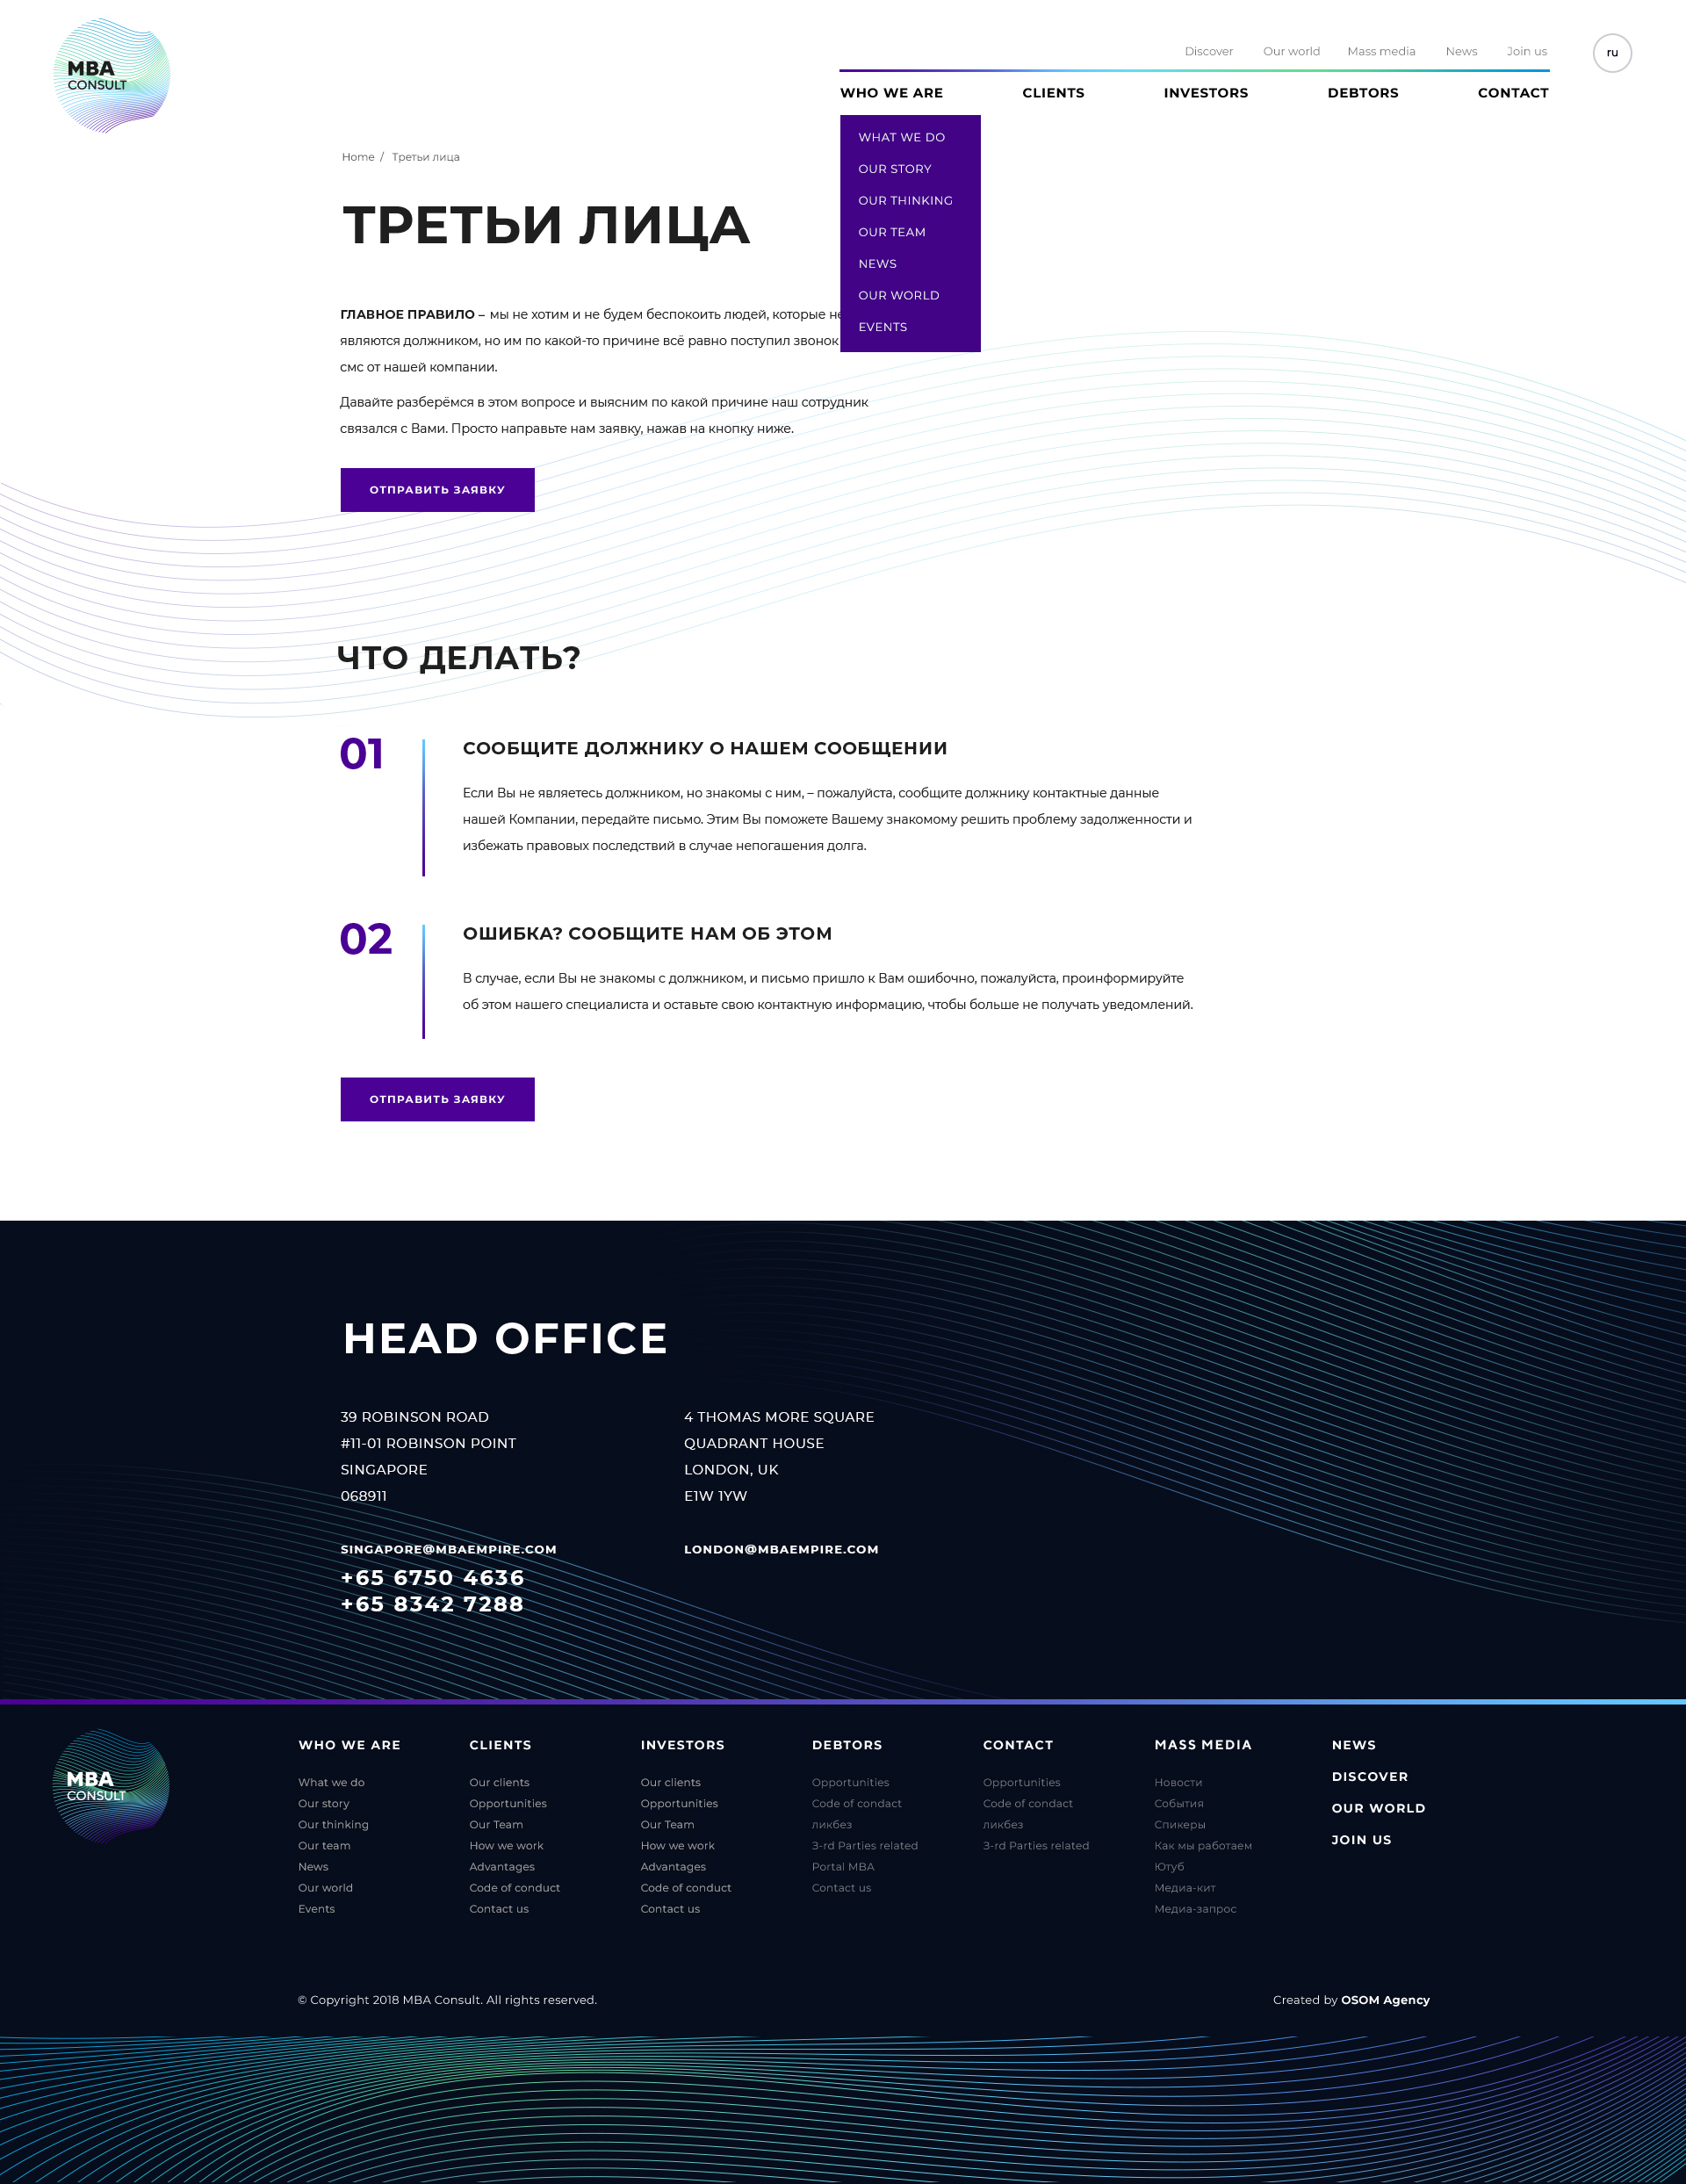 MBA
CONSULT
Discover Our world Mass media News Join us
ru
WHO WE ARE CLIENTS INVESTORS DEBTORS CONTACT
WHAT WE DO
OUR STORY
OUR THINKING
OUR TEAM
NEWS
OUR WORLD
EVENTS
Home / Третьи лица
ТРЕТЬИ ЛИЦА
ГЛАВНОЕ ПРАВИЛО – мы не хотим и не будем беспокоить людей, которые не
являются должником, но им по какой-то причине всё равно поступил звонок
смс от нашей компании.
Давайте разберёмся в этом вопросе и выясним по какой причине наш сотрудник
связался с Вами. Просто направьте нам заявку, нажав на кнопку ниже.
ОТПРАВИТЬ ЗАЯВКУ
ЧТО ДЕЛАТЬ?
01
СООБЩИТЕ ДОЛЖНИКУ О НАШЕМ СООБЩЕНИИ
Если Вы не являетесь должником, но знакомы с ним, – пожалуйста, сообщите должнику контактные данные
нашей Компании, передайте письмо. Этим Вы поможете Вашему знакомому решить проблему задолженности и
избежать правовых последствий в случае непогашения долга.
02
ОШИБКА? СООБЩИТЕ НАМ ОБ ЭТОМ
В случае, если Вы не знакомы с должником, и письмо пришло к Вам ошибочно, пожалуйста, проинформируйте
об этом нашего специалиста и оставьте свою контактную информацию, чтобы больше не получать уведомлений.
ОТПРАВИТЬ ЗАЯВКУ
HEAD OFFICE
39 ROBINSON ROAD
#11-01 ROBINSON POINT
SINGAPORE
068911
SINGAPORE@MBAEMPIRE.COM
+65 6750 4636
+65 8342 7288
4 THOMAS MORE SQUARE
QUADRANT HOUSE
LONDON, UK
E1W 1YW
LONDON@MBAEMPIRE.COM
MBA
CONSULT
WHO WE ARE
What we do
Our story
Our thinking
Our team
News
Our world
Events
CLIENTS
Our clients
Opportunities
Our Team
How we work
Advantages
Code of conduct
Contact us
INVESTORS
Our clients
Opportunities
Our Team
How we work
Advantages
Code of conduct
Contact us
DEBTORS
Opportunities
Code of condact
ликбез
3-rd Parties related
Portal MBA
Contact us
CONTACT
Opportunities
Code of condact
ликбез
3-rd Parties related
MASS MEDIA
Новости
События
Спикеры
Как мы работаем
Ютуб
Медиа-кит
Медиа-запрос
NEWS
DISCOVER
OUR WORLD
JOIN US
© Copyright 2018 MBA Consult. All rights reserved.
Created by OSOM Agency